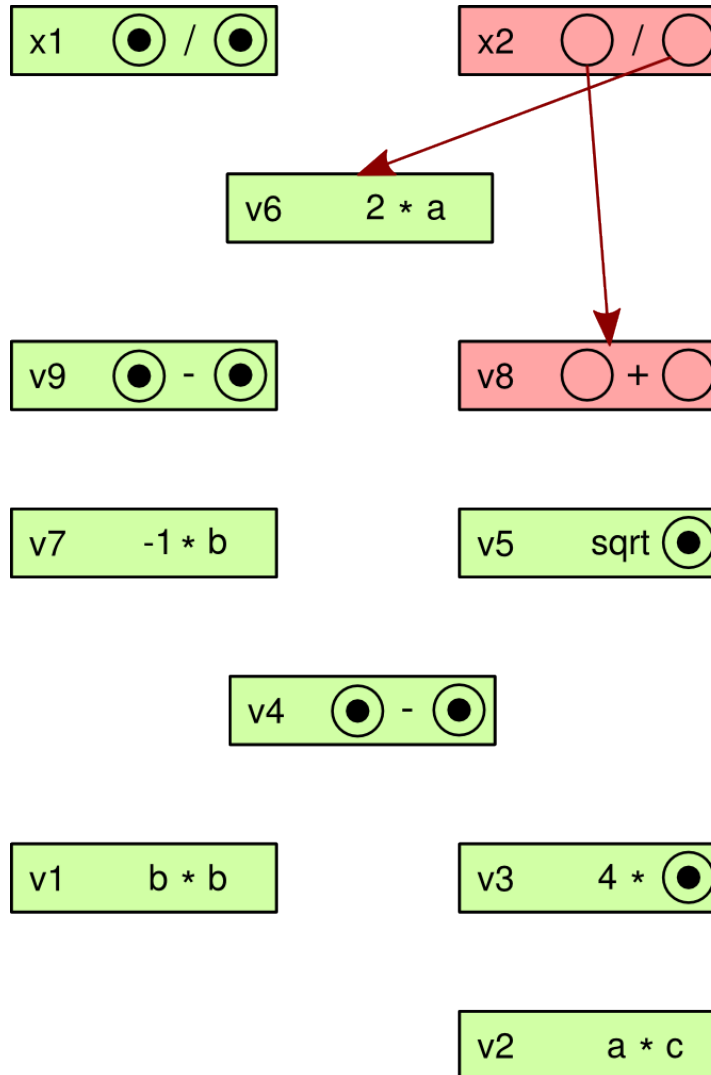 x1 / x2 /
v6 2 * a
v9 - v8 +
v7 -1 * b v5 sqrt
v4 -
v1 b * b v3 4 *
v2 a * c